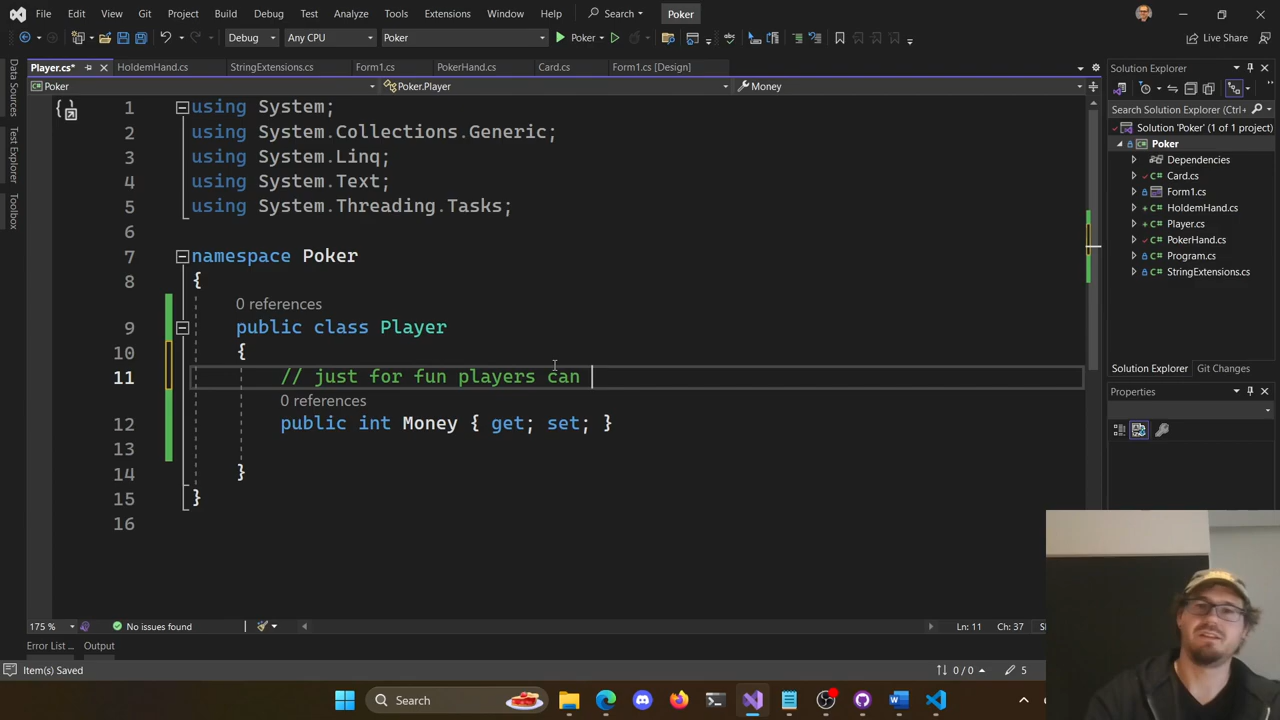 File Edit View Git Project Build Debug Test Analyze Tools Extensions Window Help Search Poker
Debug Any CPU Poker Poker Live Share
Data Sources
Test Explorer
Toolbox
Player.cs* HoldemHand.cs StringExtensions.cs Form1.cs PokerHand.cs Card.cs Form1.cs [Design]
Poker Poker.Player Money
1 using System;
2 using System.Collections.Generic;
3 using System.Linq;
4 using System.Text;
5 using System.Threading.Tasks;
6
7 namespace Poker
8 {
0 references
9 public class Player
10 {
11 // just for fun players can
0 references
12 public int Money { get; set; }
13
14 }
15 }
16
Solution Explorer
Search Solution Explorer (Ctrl+
Solution 'Poker' (1 of 1 project)
Poker
Dependencies
Card.cs
Form1.cs
HoldemHand.cs
Player.cs
PokerHand.cs
Program.cs
StringExtensions.cs
Solution Explorer Git Changes
Properties
175 % No issues found Ln: 11 Ch: 37
Error List ... Output
Item(s) Saved 0 / 0 5
Search